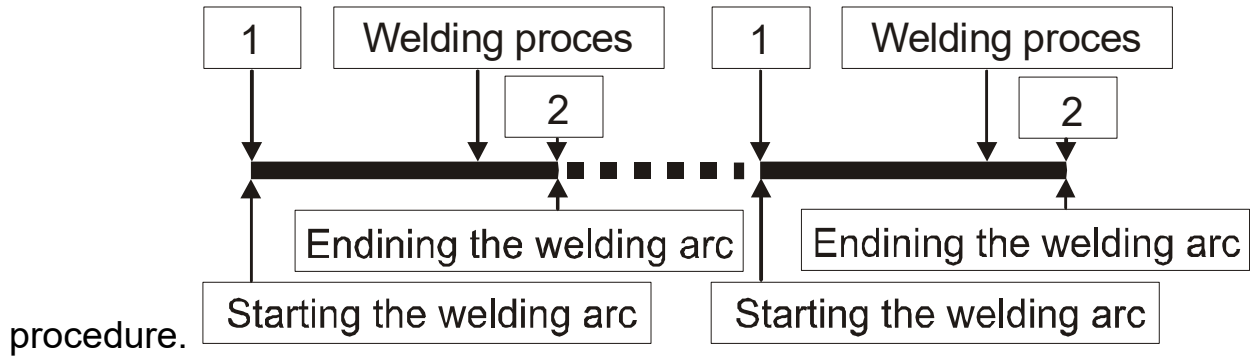 1 Welding proces 1 Welding proces
2 2
Endining the welding arc Endining the welding arc
procedure. Starting the welding arc Starting the welding arc